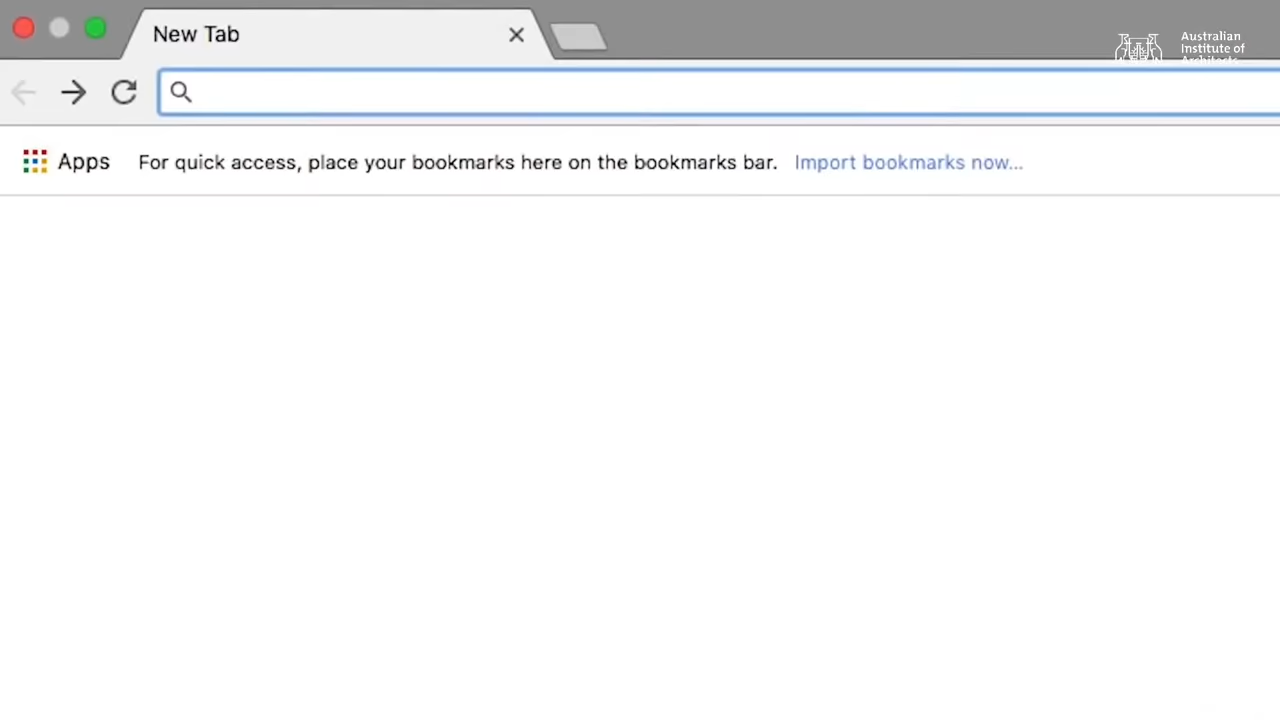 New Tab
Australian
Institute of
Architects
Apps For quick access, place your bookmarks here on the bookmarks bar. Import bookmarks now...